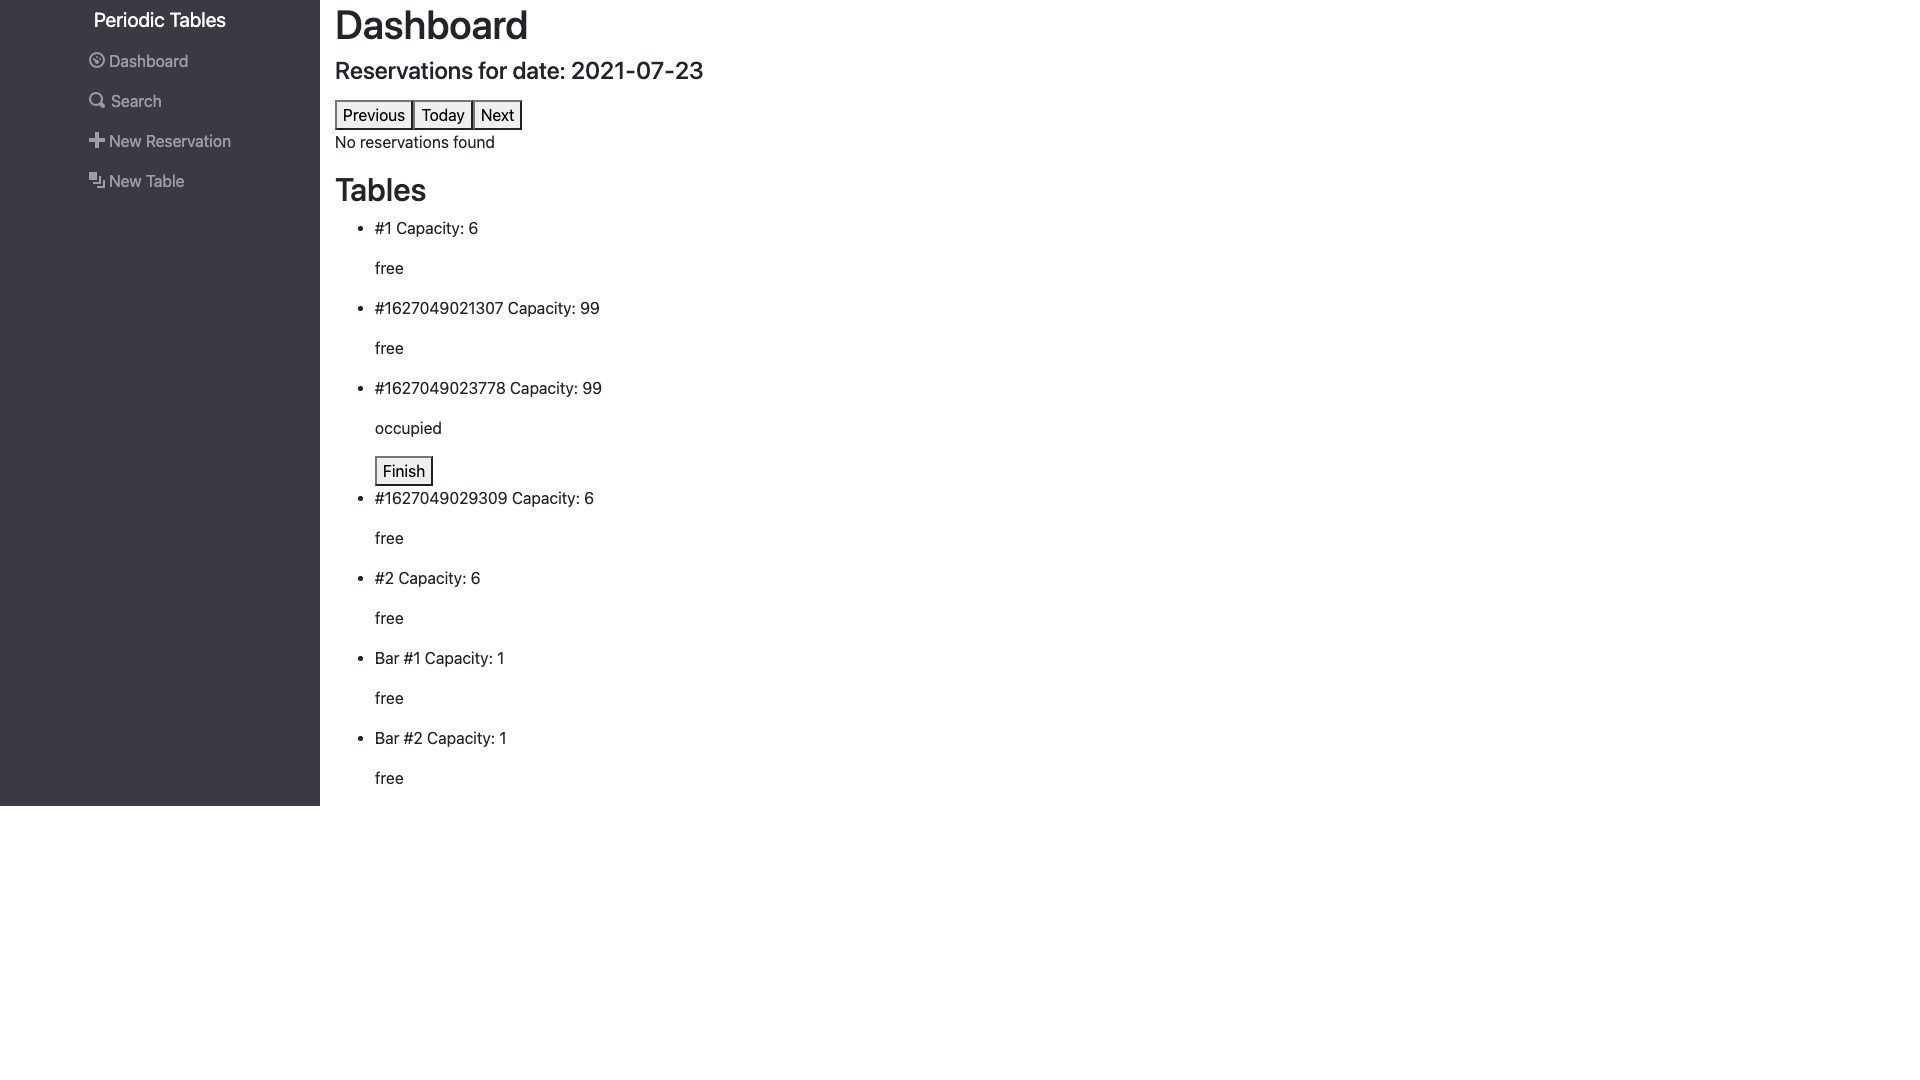 Periodic Tables
Dashboard
Search
New Reservation
New Table
Dashboard
Reservations for date: 2021-07-23
Previous Today Next
No reservations found
Tables
#1 Capacity: 6
free
#1627049021307 Capacity: 99
free
#1627049023778 Capacity: 99
occupied
Finish
#1627049029309 Capacity: 6
free
#2 Capacity: 6
free
Bar #1 Capacity: 1
free
Bar #2 Capacity: 1
free